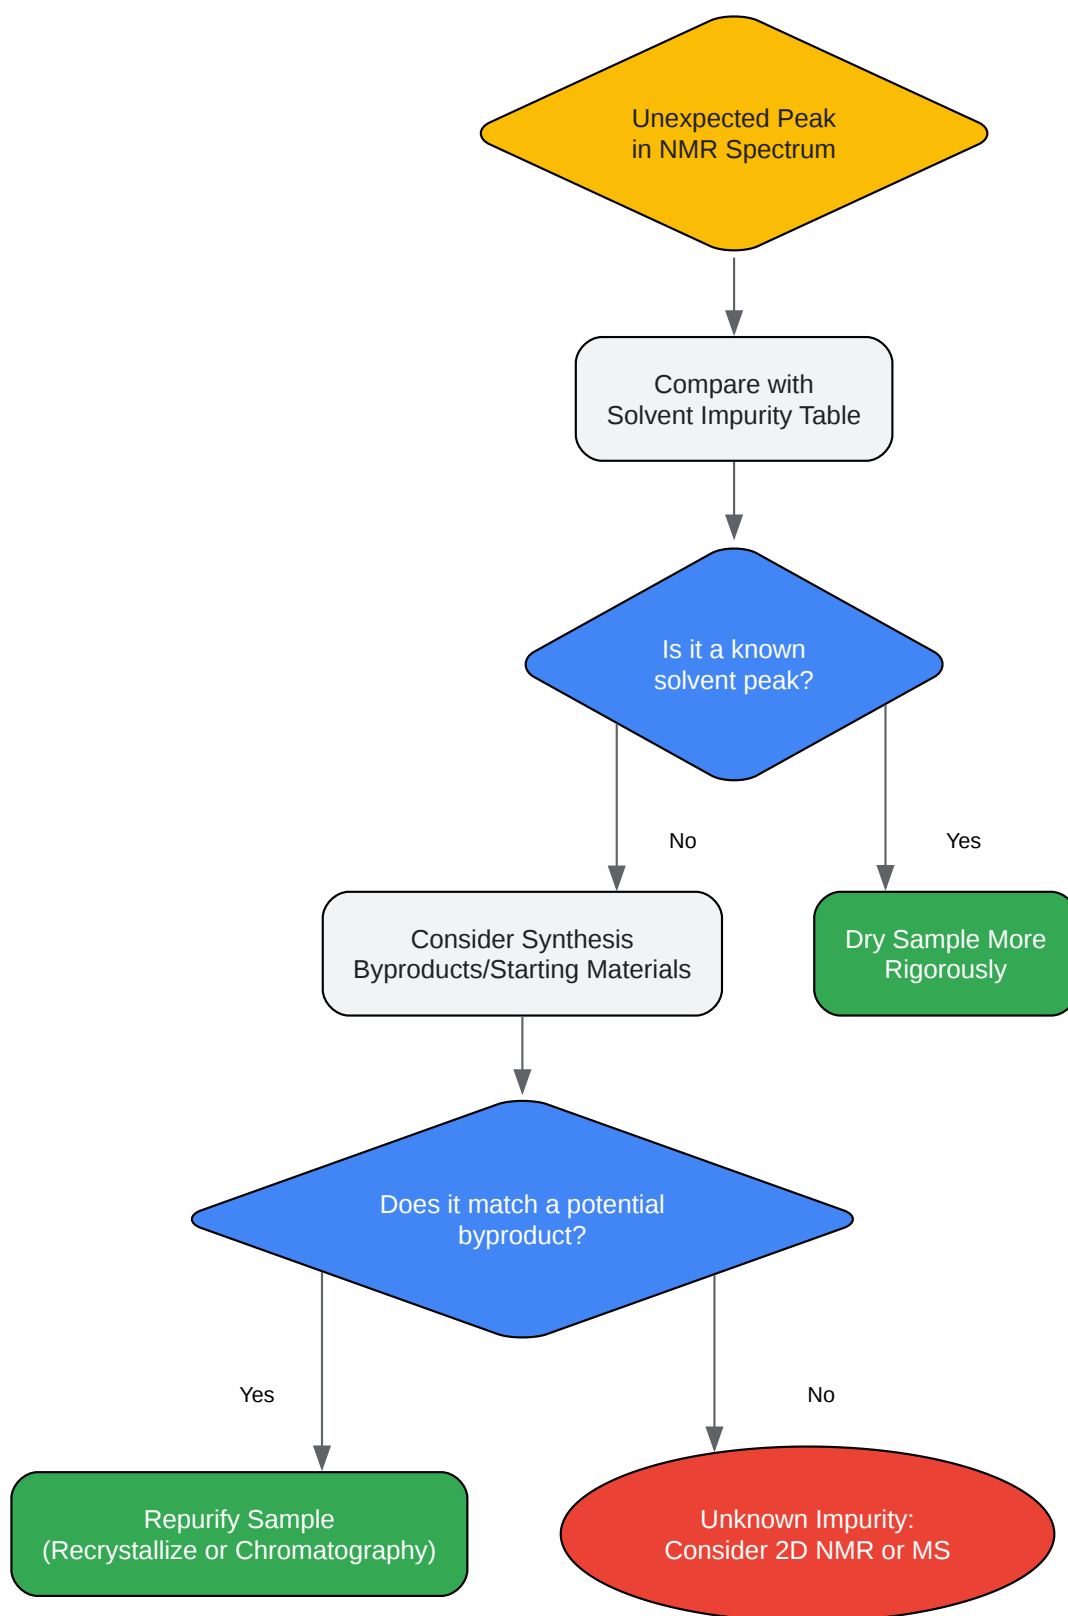 Unexpected Peak
in NMR Spectrum
Compare with
Solvent Impurity Table
Is it a known
solvent peak?
No
Yes
Consider Synthesis
Byproducts/Starting Materials
Dry Sample More
Rigorously
Does it match a potential
byproduct?
Yes
No
Repurify Sample
(Recrystallize or Chromatography)
Unknown Impurity:
Consider 2D NMR or MS